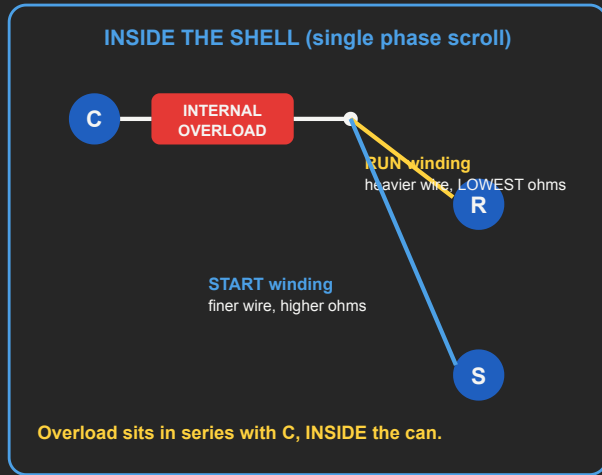 INSIDE THE SHELL (single phase scroll)
C
INTERNAL
OVERLOAD
RUN winding
heavier wire, LOWEST ohms
R
START winding
finer wire, higher ohms
S
Overload sits in series with C, INSIDE the can.